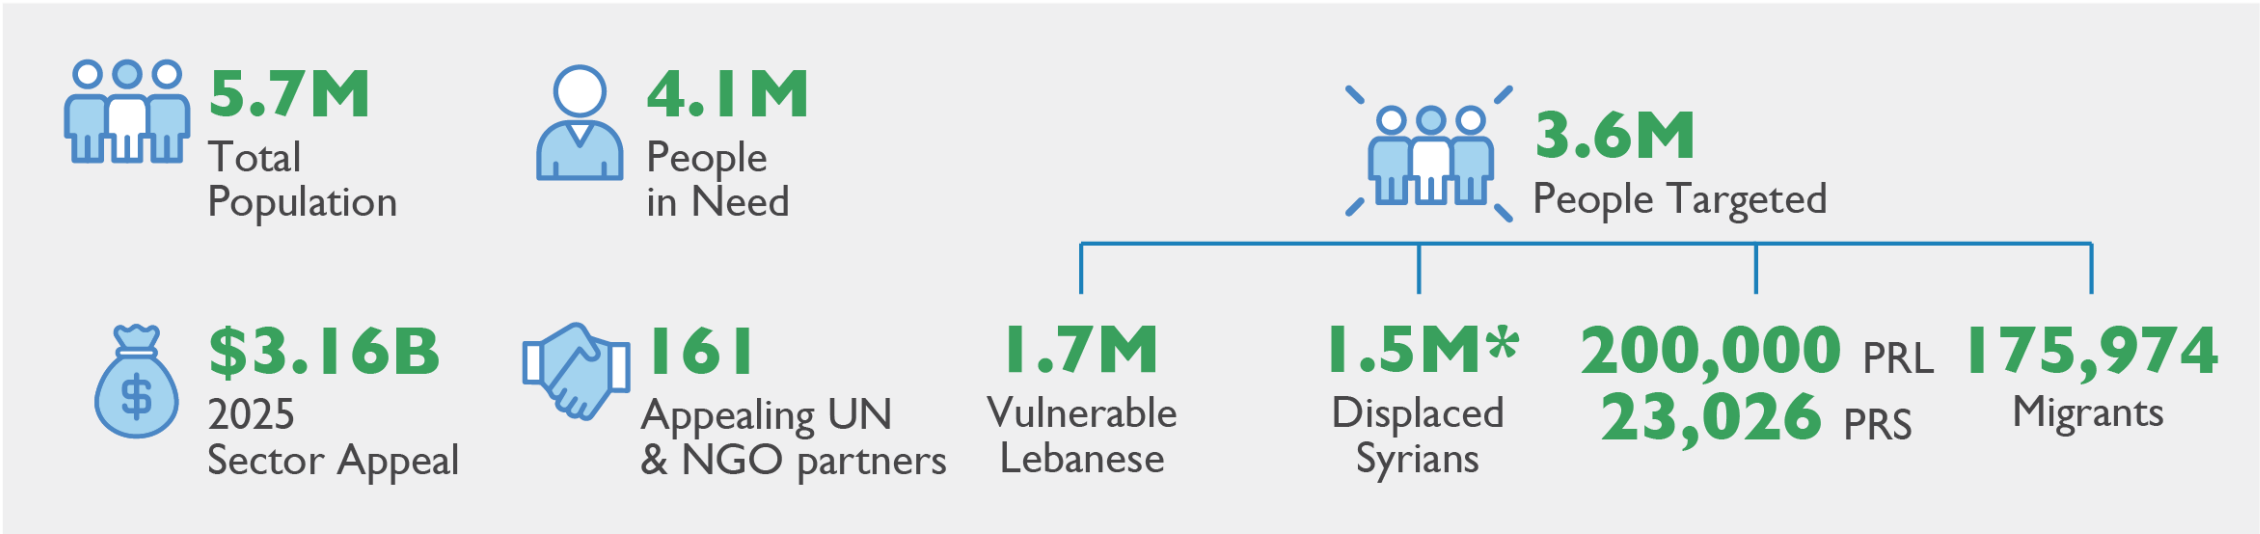 5.7M
Total
Population
4.1M
People
in Need
$3.16B
2025
Sector Appeal
161
Appealing UN
& NGO partners
3.6M
People Targeted
1.7M
Vulnerable
Lebanese
1.5M*
Displaced
Syrians
200,000 PRL
23,026 PRS
175,974
Migrants